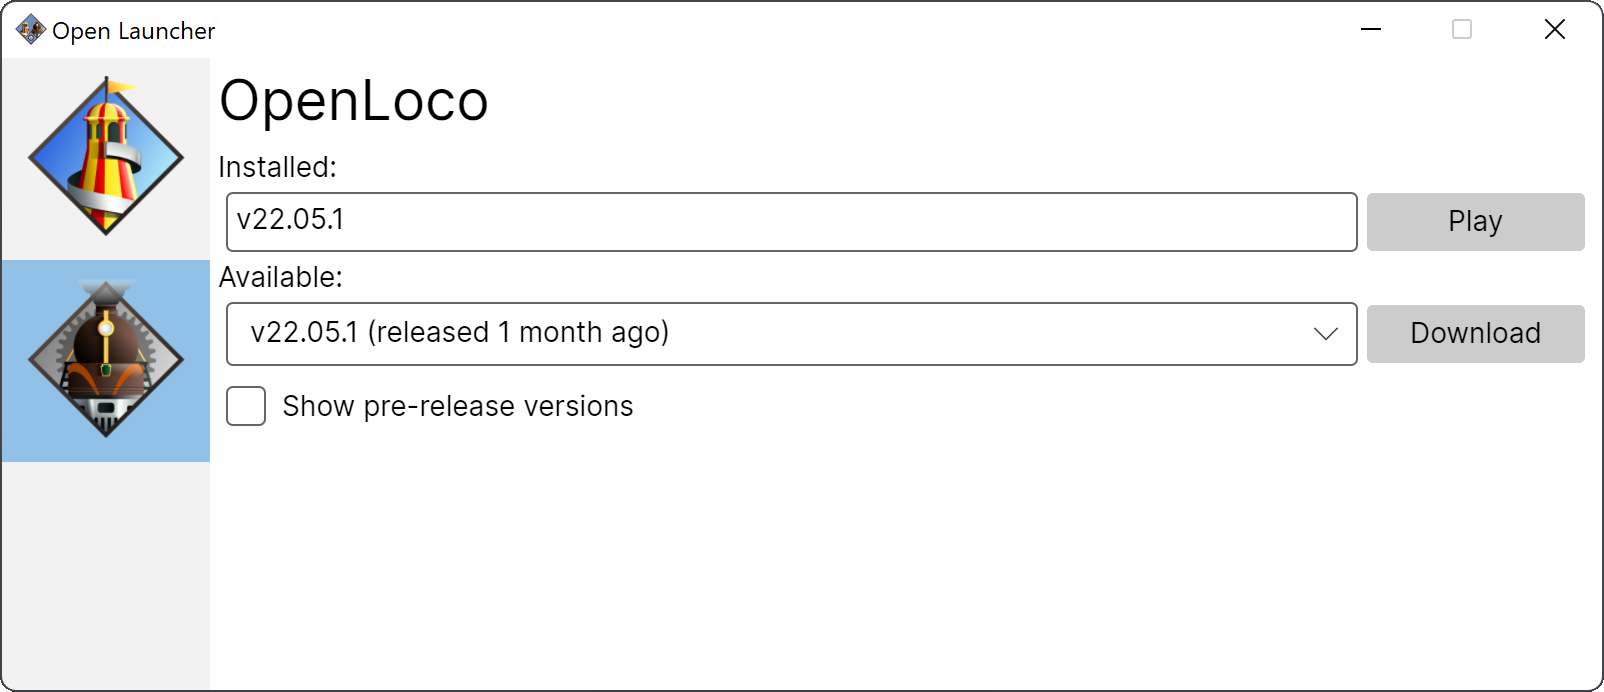 Open Launcher
OpenLoco
Installed:
v22.05.1
Play
Available:
v22.05.1 (released 1 month ago)
Download
Show pre-release versions